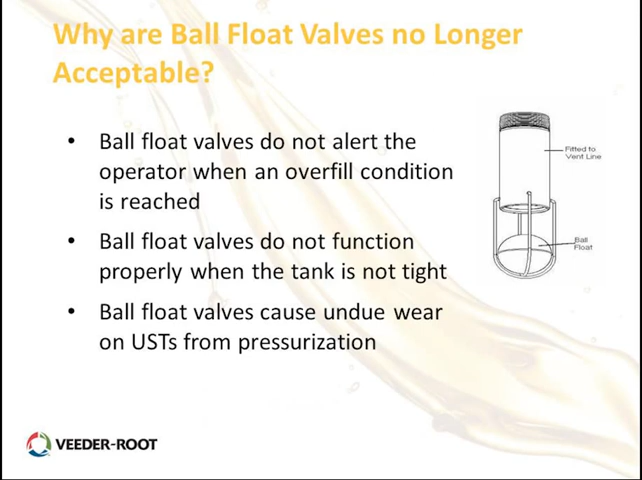 Why are Ball Float Valves no Longer
Acceptable?
• Ball float valves do not alert the
operator when an overfill condition
is reached
• Ball float valves do not function
properly when the tank is not tight
• Ball float valves cause undue wear
on USTs from pressurization
Fitted to
Vent Line
Ball
Float
VEEDER-ROOT